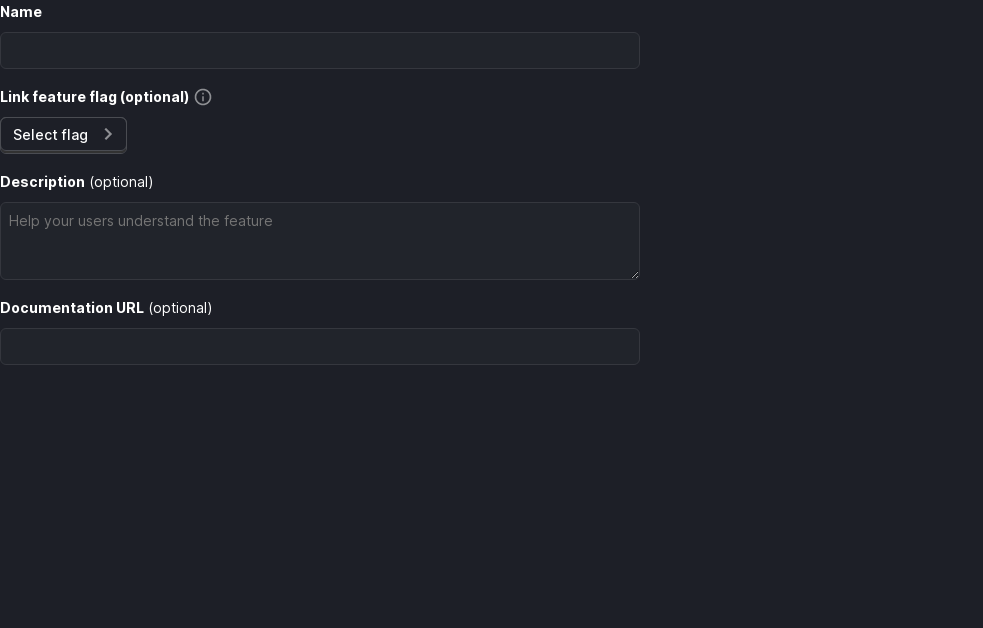 Name
Link feature flag (optional)
Select flag
Description (optional)
Help your users understand the feature
Documentation URL (optional)